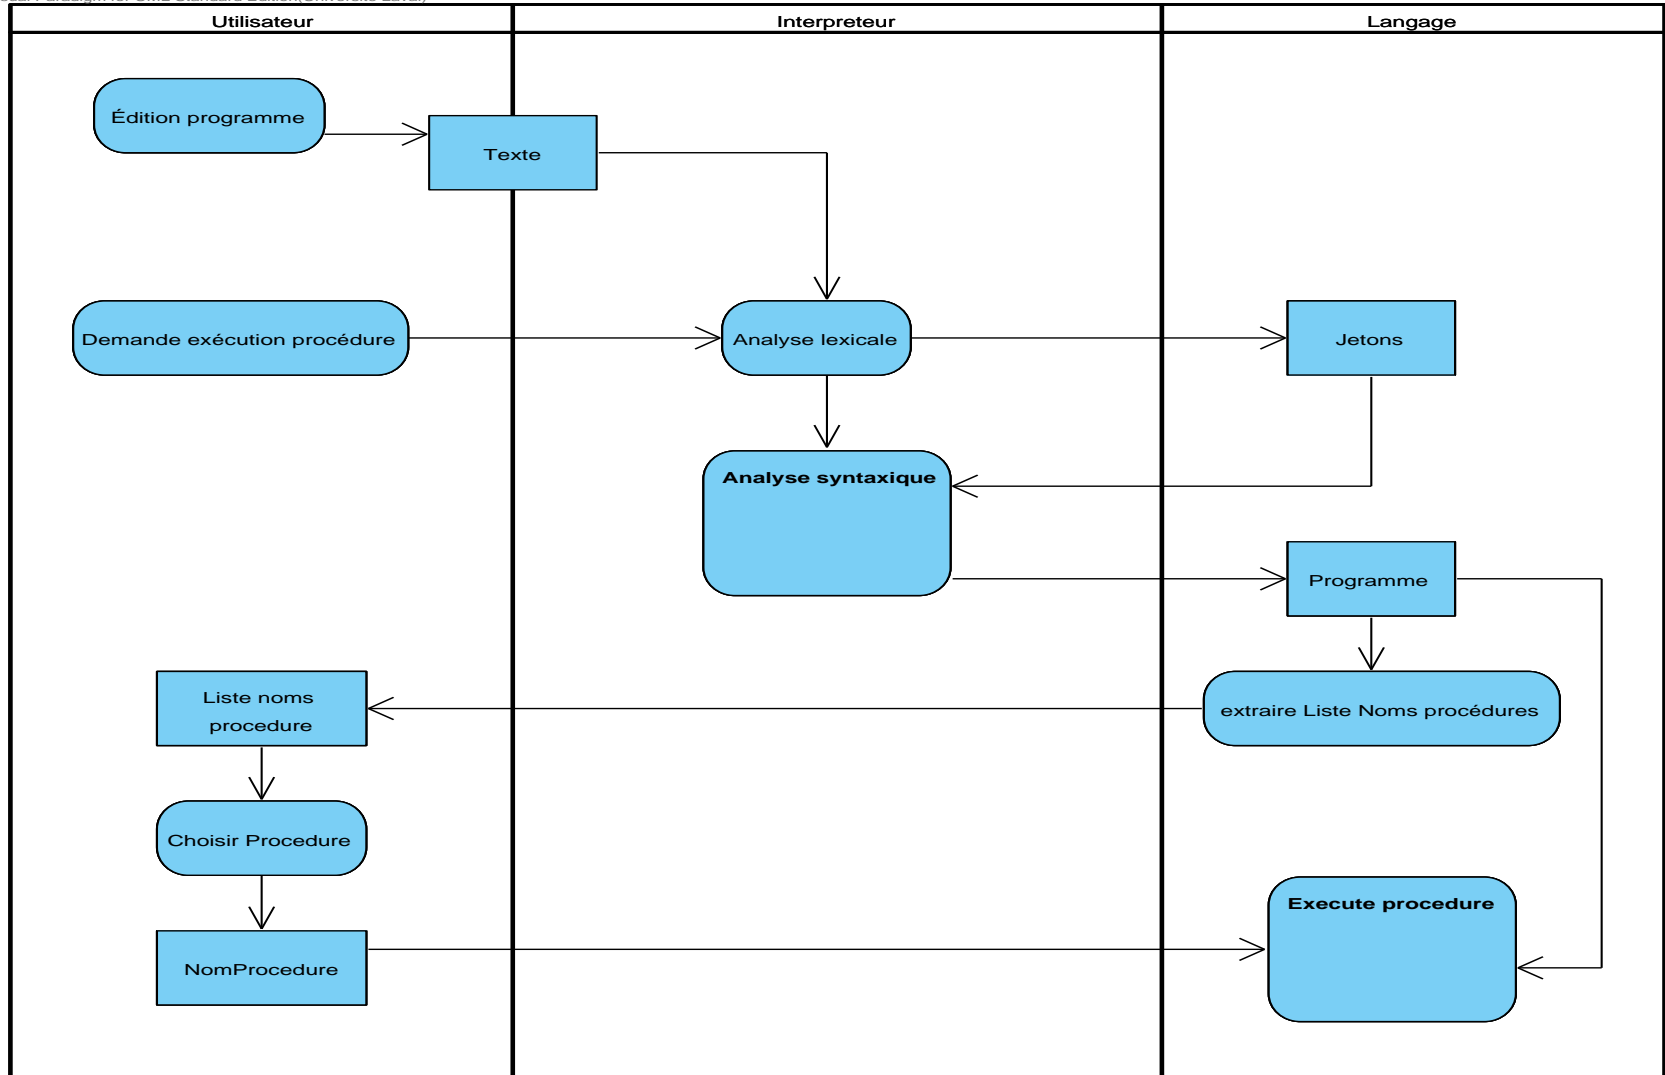 Utilisateur
Interpreteur
Langage
Édition programme
Texte
Demande exécution procédure
Analyse lexicale
Jetons
Analyse syntaxique
Programme
Liste noms
procedure
extraire Liste Noms procédures
Choisir Procedure
Execute procedure
NomProcedure